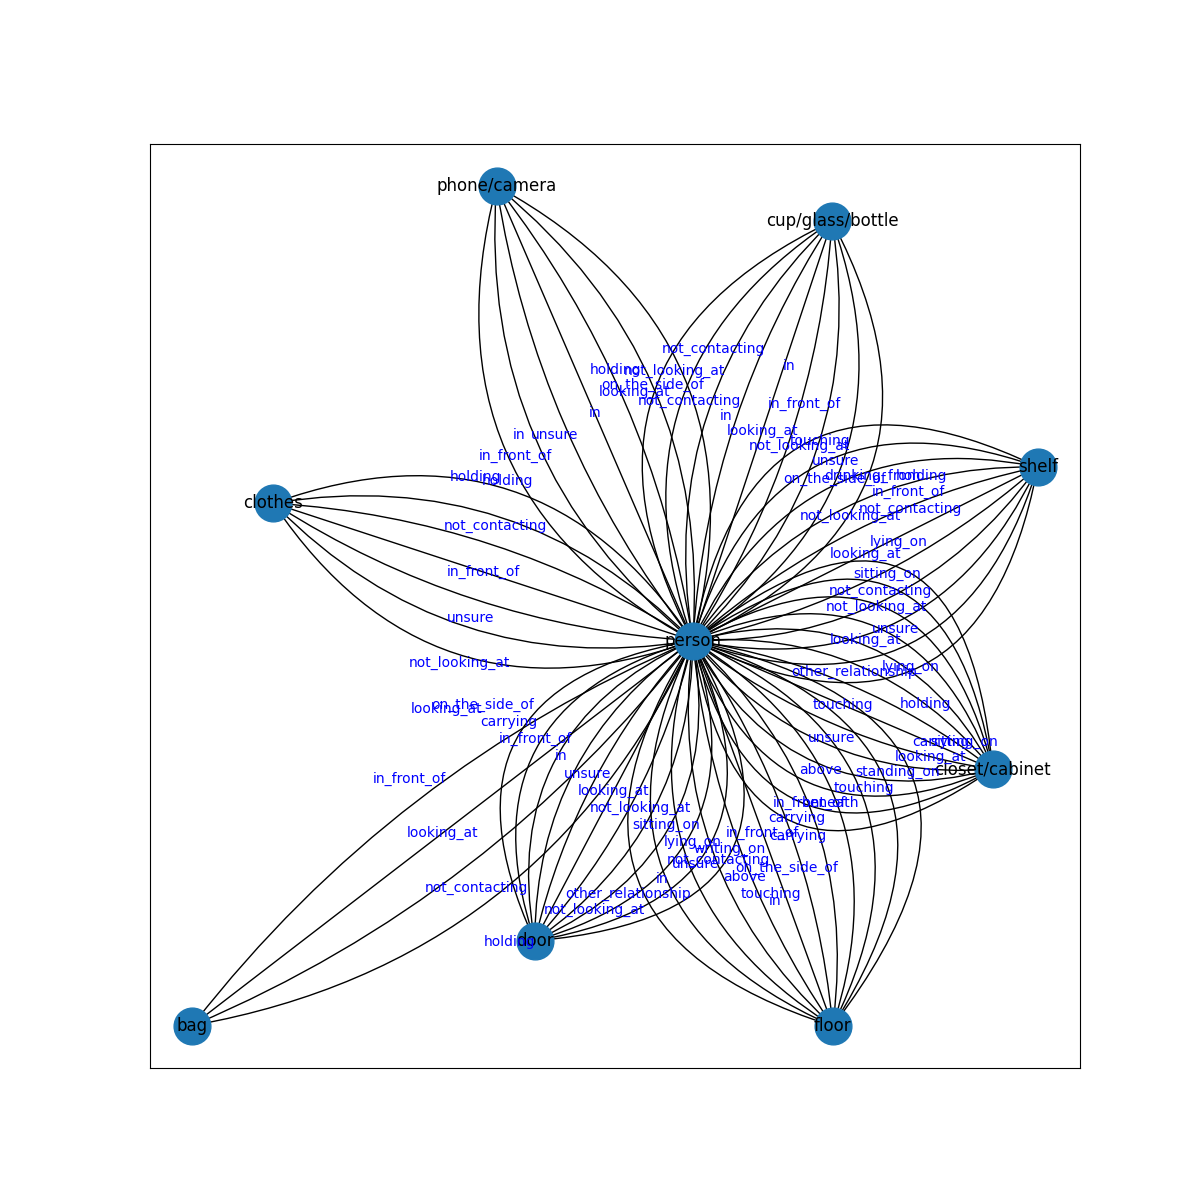 phone/camera
cup/glass/bottle
not_contacting
in
holding
not_looking_at
on_the_side_of
looking_at
not_contacting
in_front_of
in
in
looking_at
in
unsure
touching
not_looking_at
in_front_of
unsure
shelf
holding
holding
on_the_side_of
drinking_from
holding
in_front_of
clothes
not_contacting
not_looking_at
not_contacting
lying_on
looking_at
in_front_of
sitting_on
not_contacting
not_looking_at
unsure
unsure
looking_at
person
not_looking_at
other_relationship
lying_on
on_the_side_of
looking_at
touching
holding
carrying
in_front_of
unsure
carrying
sitting_on
in
looking_at
closet/cabinet
unsure
above
standing_on
in_front_of
looking_at
touching
not_looking_at
in_front_of
beneath
carrying
sitting_on
looking_at
in_front_of
carrying
lying_on
writing_on
not_contacting
unsure
on_the_side_of
in
above
not_contacting
other_relationship
touching
in
not_looking_at
holding
door
bag
floor